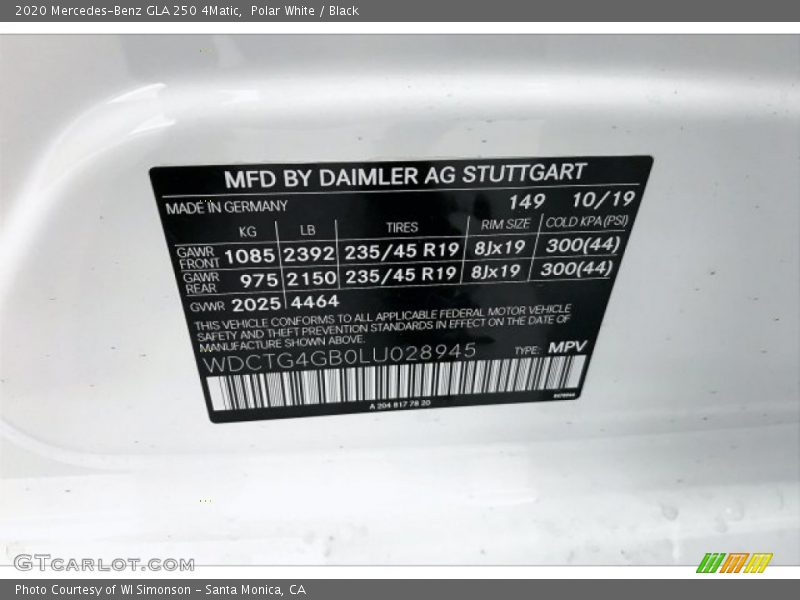 2020 Mercedes-Benz GLA 250 4Matic,  Polar White / Black
MFD BY DAIMLER AG STUTTGART
MADE IN GERMANY 149 10/19
KG LB TIRES RIM SIZE COLD KPA (PSI)
GAWR FRONT 1085 2392 235/45 R19 8Jx19 300(44)
GAWR REAR 975 2150 235/45 R19 8Jx19 300(44)
GVWR 2025 4464
THIS VEHICLE CONFORMS TO ALL APPLICABLE FEDERAL MOTOR VEHICLE
SAFETY AND THEFT PREVENTION STANDARDS IN EFFECT ON THE DATE OF
MANUFACTURE SHOWN ABOVE.
WDCTG4GB0LU028945 TYPE: MPV
A 204 817 78 20
GTCARLOT.COM
Photo Courtesy of WI Simonson - Santa Monica, CA